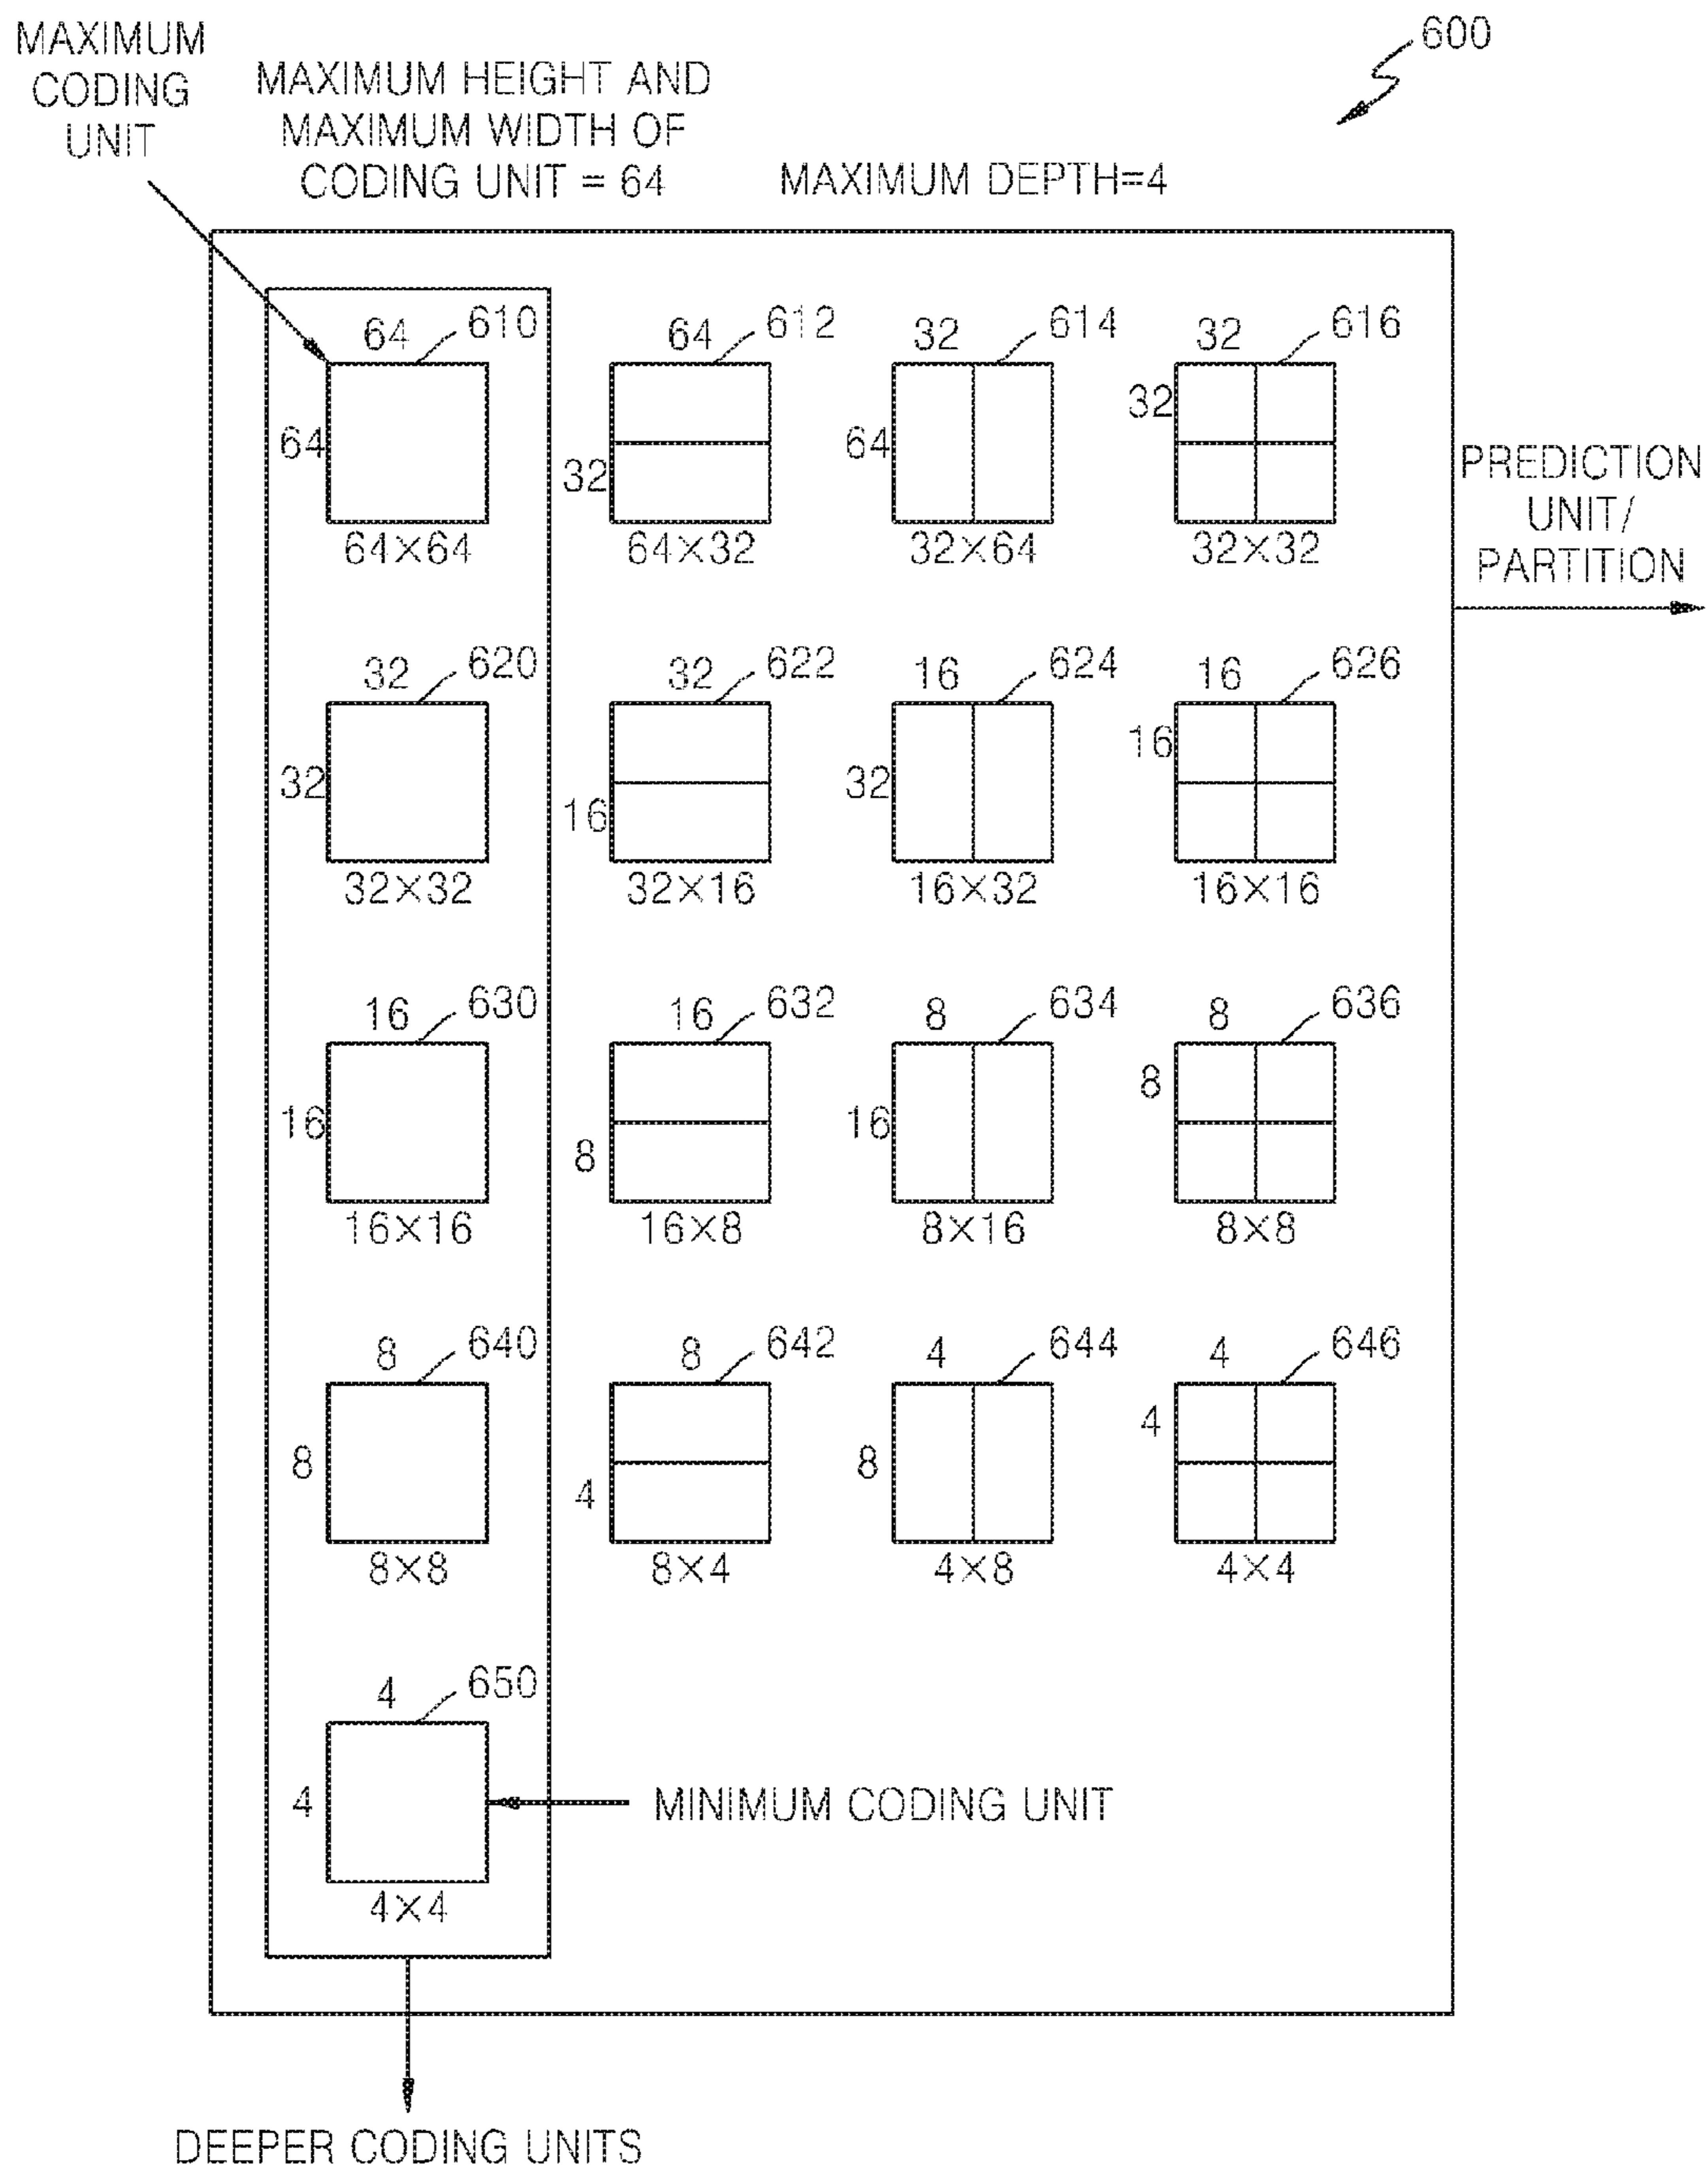 600
MAXIMUM
CODING
UNIT
MAXIMUM HEIGHT AND
MAXIMUM WIDTH OF
CODING UNIT = 64
MAXIMUM DEPTH=4
64 610 64 612 32 614 32 616
64 32 64 32
64×64 64×32 32×64 32×32
PREDICTION
UNIT/
PARTITION
32 620 32 622 16 624 16 626
32 16 32 16
32×32 32×16 16×32 16×16
16 630 16 632 8 634 8 636
16 8 16 8
16×16 16×8 8×16 8×8
8 640 8 642 4 644 4 646
8 4 8 4
8×8 8×4 4×8 4×4
4 650
4 MINIMUM CODING UNIT
4×4
DEEPER CODING UNITS